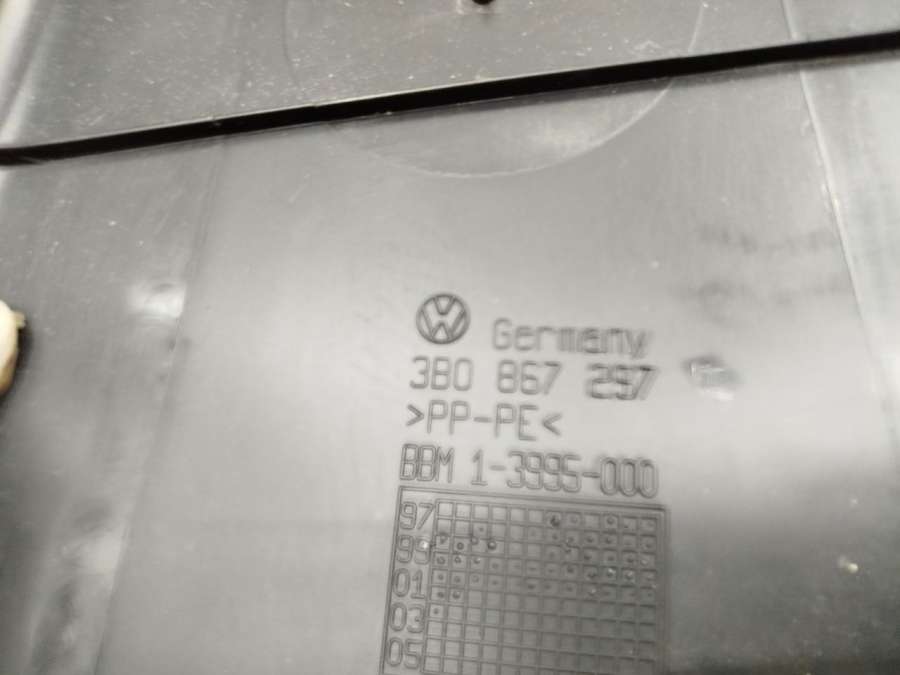 Germany
3B0 867 297
>PP-PE<
BBM 1-3995-000
97
99
01
03
05